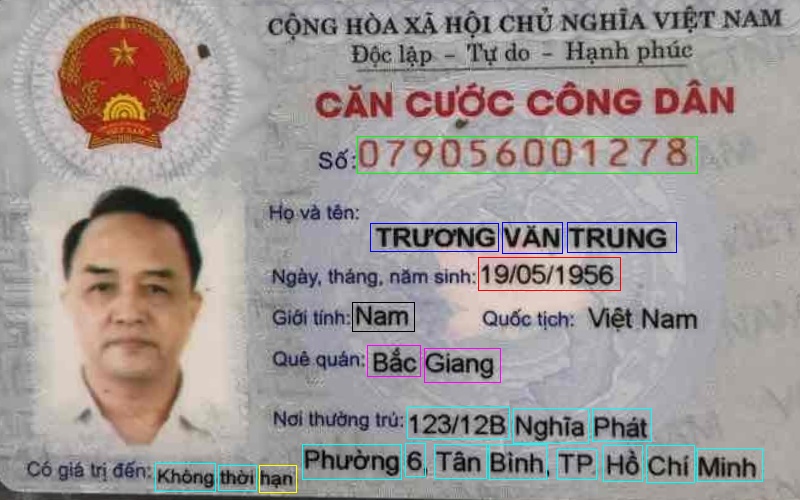 CỘNG HÒA XÃ HỘI CHỦ NGHĨA VIỆT NAM
Độc lập - Tự do - Hạnh phúc
CĂN CƯỚC CÔNG DÂN
VIỆT NAM
Số: 079056001278
Họ và tên:
TRƯƠNG VĂN TRUNG
Ngày, tháng, năm sinh: 19/05/1956
Giới tính: Nam Quốc tịch: Việt Nam
Quê quán: Bắc Giang
Nơi thường trú: 123/12B Nghĩa Phát
Phường 6, Tân Bình, TP. Hồ Chí Minh
Có giá trị đến: Không thời hạn